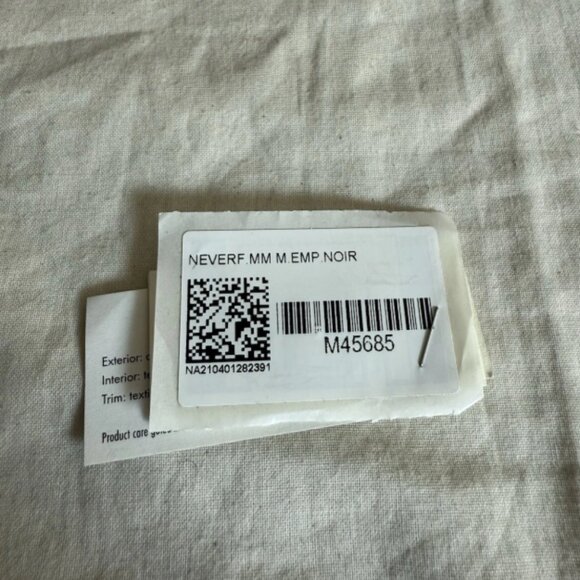 NEVERF.MM M.EMP.NOIR
M45685
NA210401282391
Exterior:
Interior:
Trim:
Product care